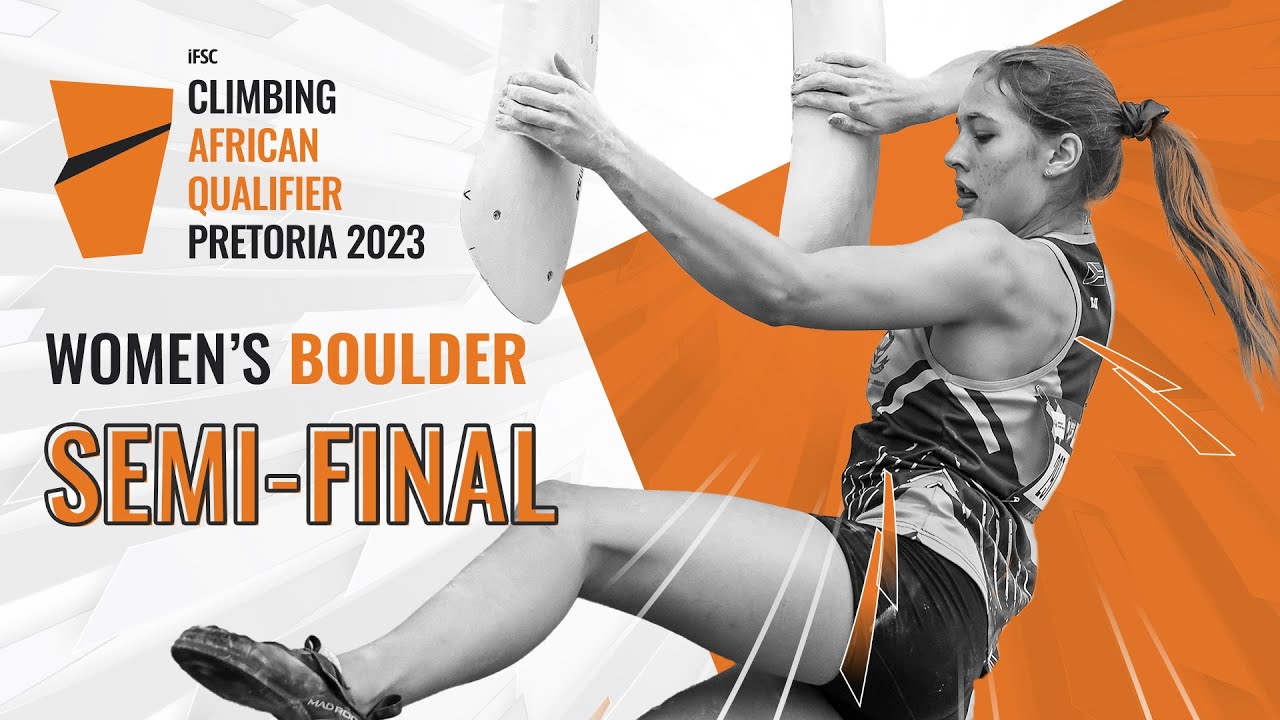 iFSC
CLIMBING
AFRICAN
QUALIFIER
PRETORIA 2023
WOMEN'S BOULDER
SEMI-FINAL